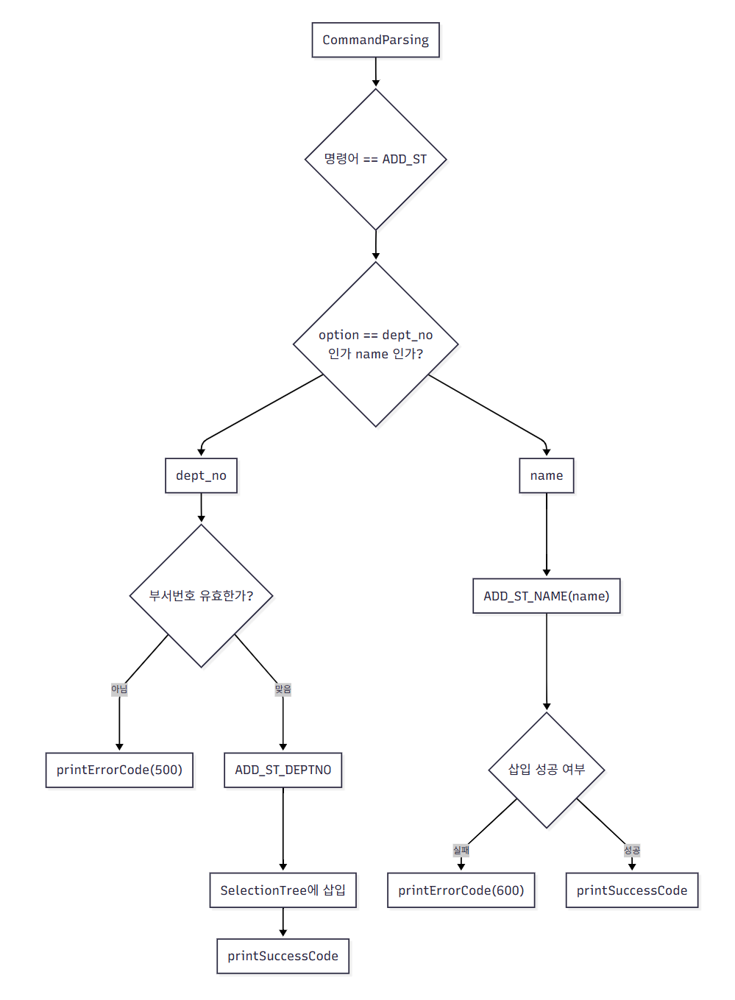 CommandParsing
명령어 == ADD_ST
option == dept_no
인가 name 인가?
dept_no
name
부서번호 유효한가?
ADD_ST_NAME(name)
아님
맞음
printErrorCode(500)
ADD_ST_DEPTNO
삽입 성공 여부
실패
성공
SelectionTree에 삽입
printErrorCode(600)
printSuccessCode
printSuccessCode